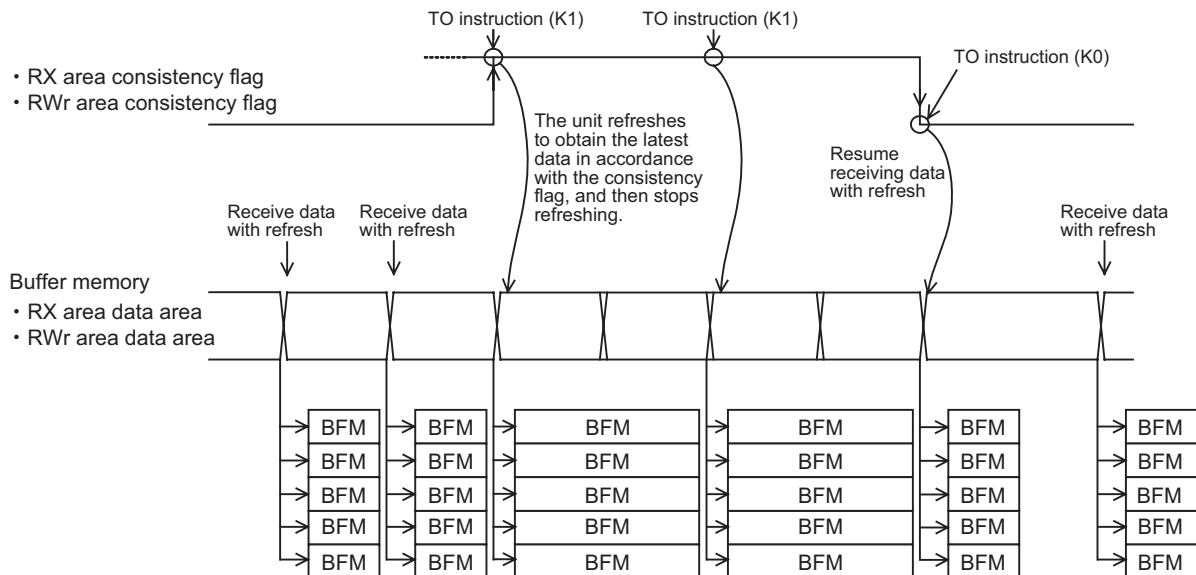 TO instruction (K1)
TO instruction (K1)
TO instruction (K0)
・RX area consistency flag
・RWr area consistency flag
The unit refreshes
to obtain the latest
data in accordance
with the consistency
flag, and then stops
refreshing.
Resume
receiving data
with refresh
Receive data
with refresh
Receive data
with refresh
Receive data
with refresh
Buffer memory
・RX area data area
・RWr area data area
BFM BFM BFM BFM BFM BFM
BFM BFM BFM BFM BFM BFM
BFM BFM BFM BFM BFM BFM
BFM BFM BFM BFM BFM BFM
BFM BFM BFM BFM BFM BFM